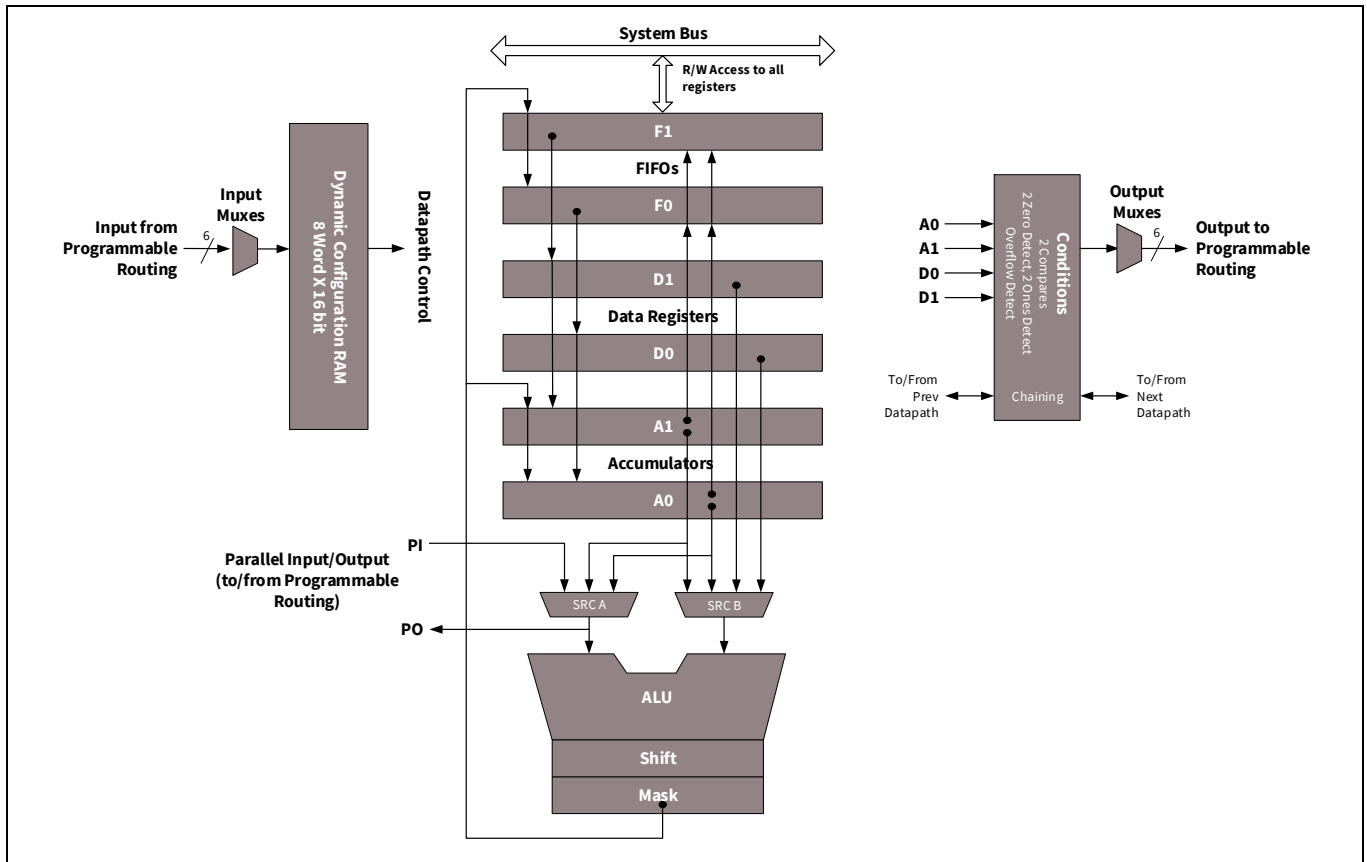 System Bus
R/W Access to all
registers
F1
FIFOs
F0
D1
Data Registers
D0
A1
Accumulators
A0
Input from
Programmable
Routing
6
Input
Muxes
Dynamic Configuration RAM
8 Word X 16 bit
Datapath Control
PI
Parallel Input/Output
(to/from Programmable
Routing)
PO
SRC A
SRC B
ALU
Shift
Mask
A0
A1
D0
D1
Conditions
2 Compares
2 Zero Detect, 2 Ones Detect
Overflow Detect
Chaining
To/From
Prev
Datapath
To/From
Next
Datapath
Output
Muxes
6
Output to
Programmable
Routing